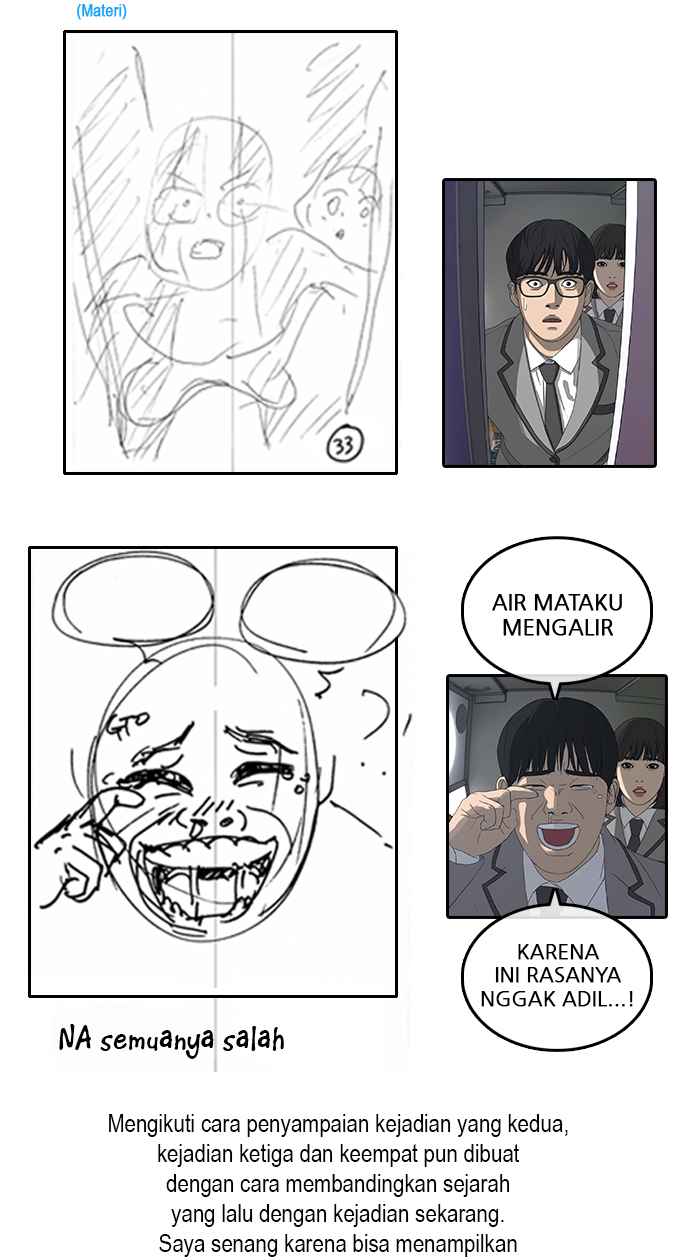 (Materi)
33
AIR MATAKU
MENGALIR
KARENA
INI RASANYA
NGGAK ADIL...!
NA semuanya salah
Mengikuti cara penyampaian kejadian yang kedua,
kejadian ketiga dan keempat pun dibuat
dengan cara membandingkan sejarah
yang lalu dengan kejadian sekarang.
Saya senang karena bisa menampilkan